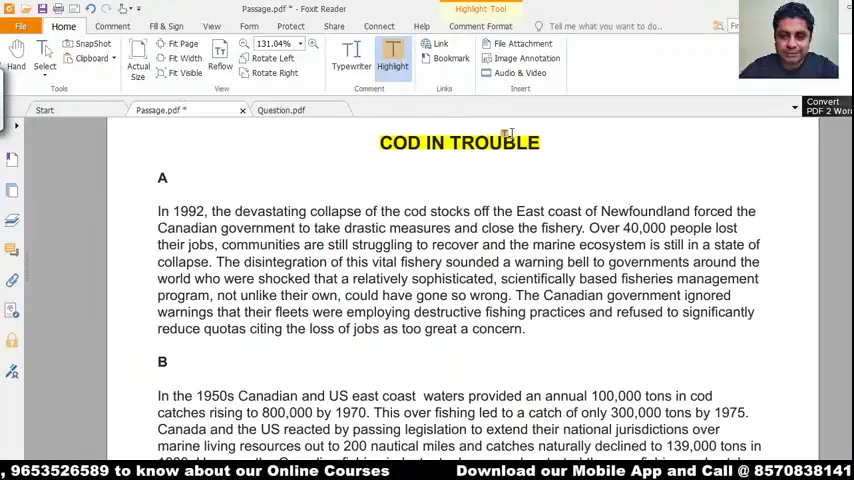 Passage.pdf * - Foxit Reader
Highlight Tool
File
Home
Comment
Fill & Sign
View
Form
Protect
Share
Connect
Help
Comment Format
Tell me what you want to do...
Fin
Hand
Select
SnapShot
Clipboard
Tools
Actual Size
Fit Page
Fit Width
Fit Visible
Reflow
131.04%
Rotate Left
Rotate Right
View
Typewriter
Highlight
Comment
Link
Bookmark
Links
File Attachment
Image Annotation
Audio & Video
Insert
Start
Passage.pdf *
Question.pdf
Convert
PDF 2 Word
COD IN TROUBLE
A
In 1992, the devastating collapse of the cod stocks off the East coast of Newfoundland forced the
Canadian government to take drastic measures and close the fishery. Over 40,000 people lost
their jobs, communities are still struggling to recover and the marine ecosystem is still in a state of
collapse. The disintegration of this vital fishery sounded a warning bell to governments around the
world who were shocked that a relatively sophisticated, scientifically based fisheries management
program, not unlike their own, could have gone so wrong. The Canadian government ignored
warnings that their fleets were employing destructive fishing practices and refused to significantly
reduce quotas citing the loss of jobs as too great a concern.
B
In the 1950s Canadian and US east coast waters provided an annual 100,000 tons in cod
catches rising to 800,000 by 1970. This over fishing led to a catch of only 300,000 tons by 1975.
Canada and the US reacted by passing legislation to extend their national jurisdictions over
marine living resources out to 200 nautical miles and catches naturally declined to 139,000 tons in
, 9653526589 to know about our Online Courses
Download our Mobile App and Call @ 8570838141